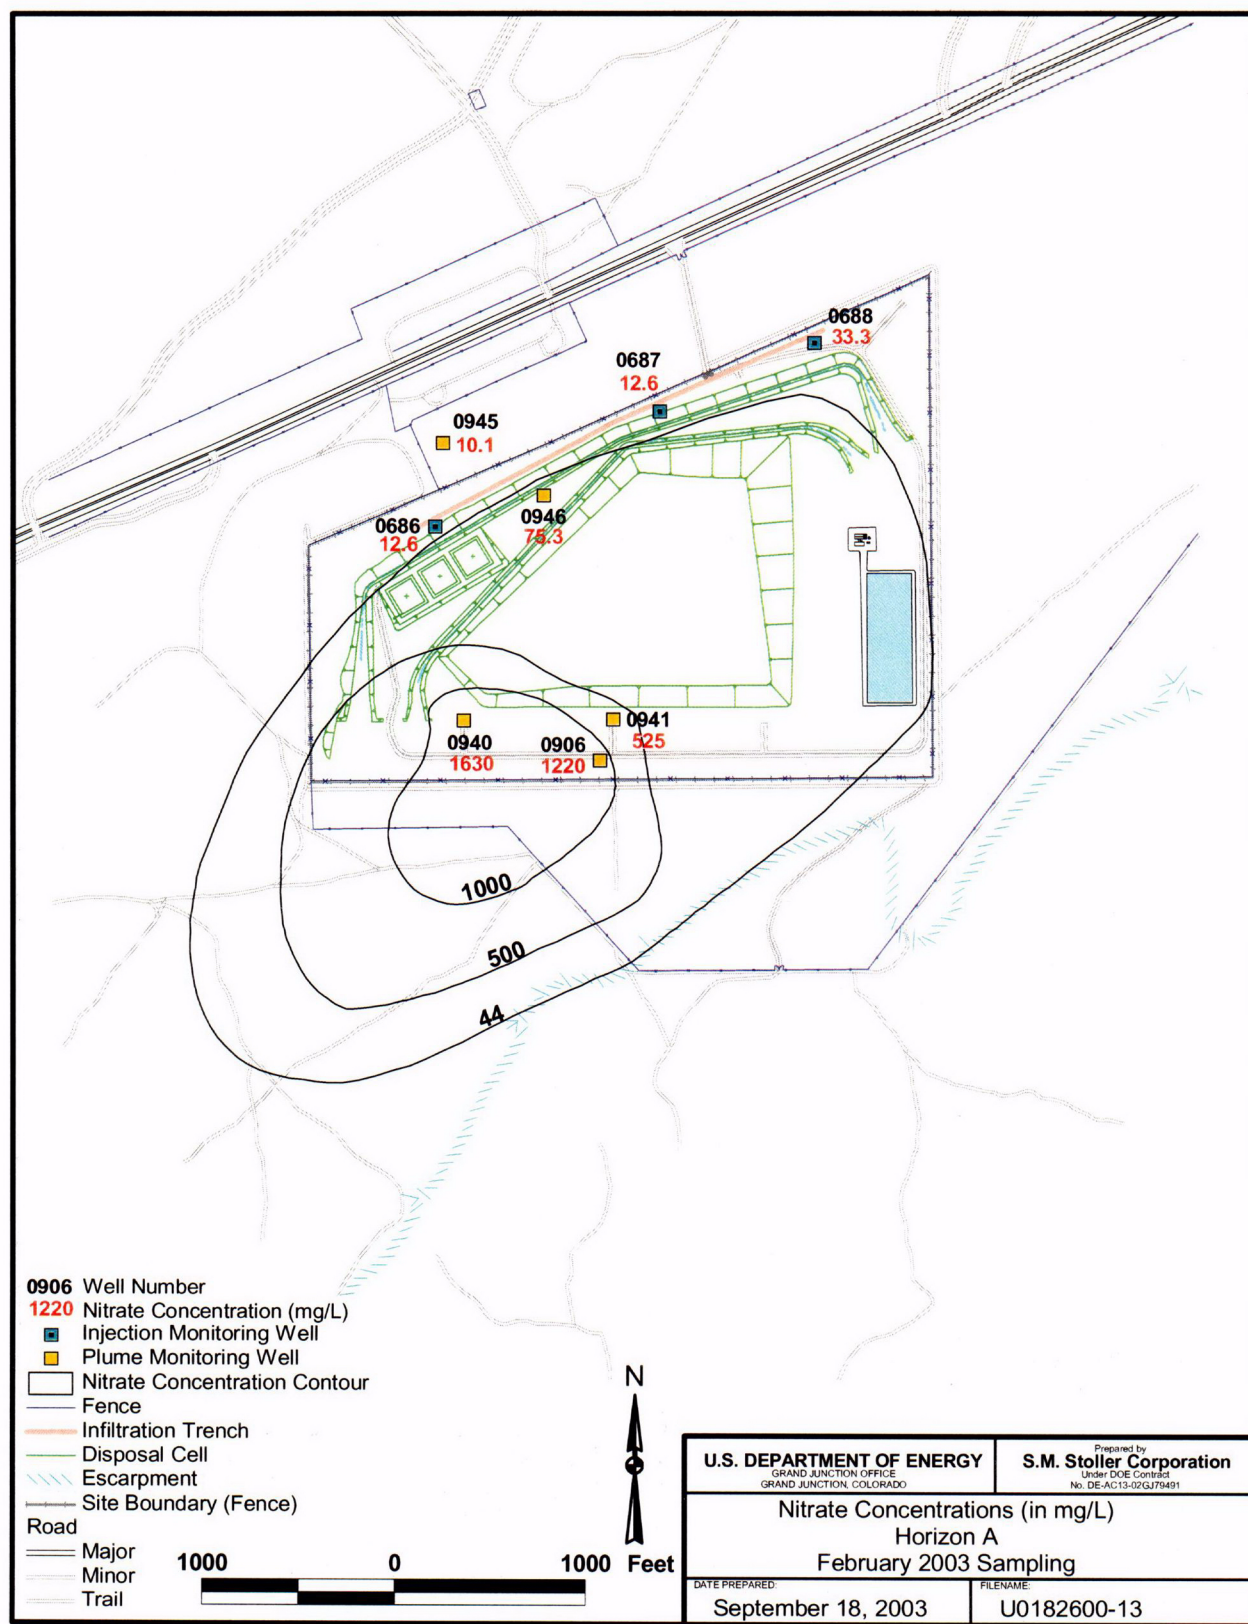 0688
33.3
0687
12.6
0945
10.1
0946
75.3
0686
12.6
0941
525
0940
1630
0906
1220
1000
500
44
0906 Well Number
1220 Nitrate Concentration (mg/L)
Injection Monitoring Well
Plume Monitoring Well
Nitrate Concentration Contour
Fence
Infiltration Trench
Disposal Cell
Escarpment
Site Boundary (Fence)
Road
Major
Minor
Trail
N
1000 0 1000 Feet
U.S. DEPARTMENT OF ENERGY
GRAND JUNCTION OFFICE
GRAND JUNCTION, COLORADO
Prepared by
S.M. Stoller Corporation
Under DOE Contract
No. DE-AC13-02GJ79491
Nitrate Concentrations (in mg/L)
Horizon A
February 2003 Sampling
DATE PREPARED:
September 18, 2003
FILENAME:
U0182600-13